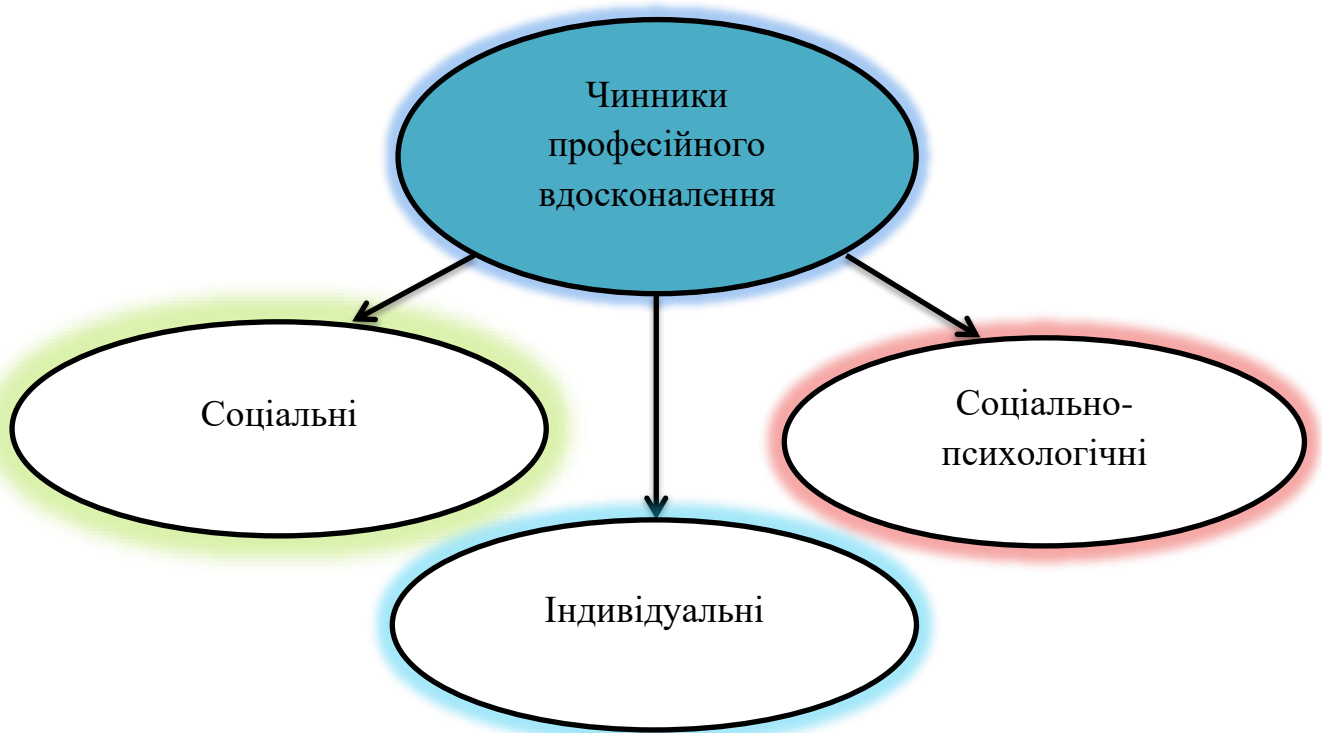 Чинники
професійного
вдосконалення
Соціальні
Соціально-
психологічні
Індивідуальні